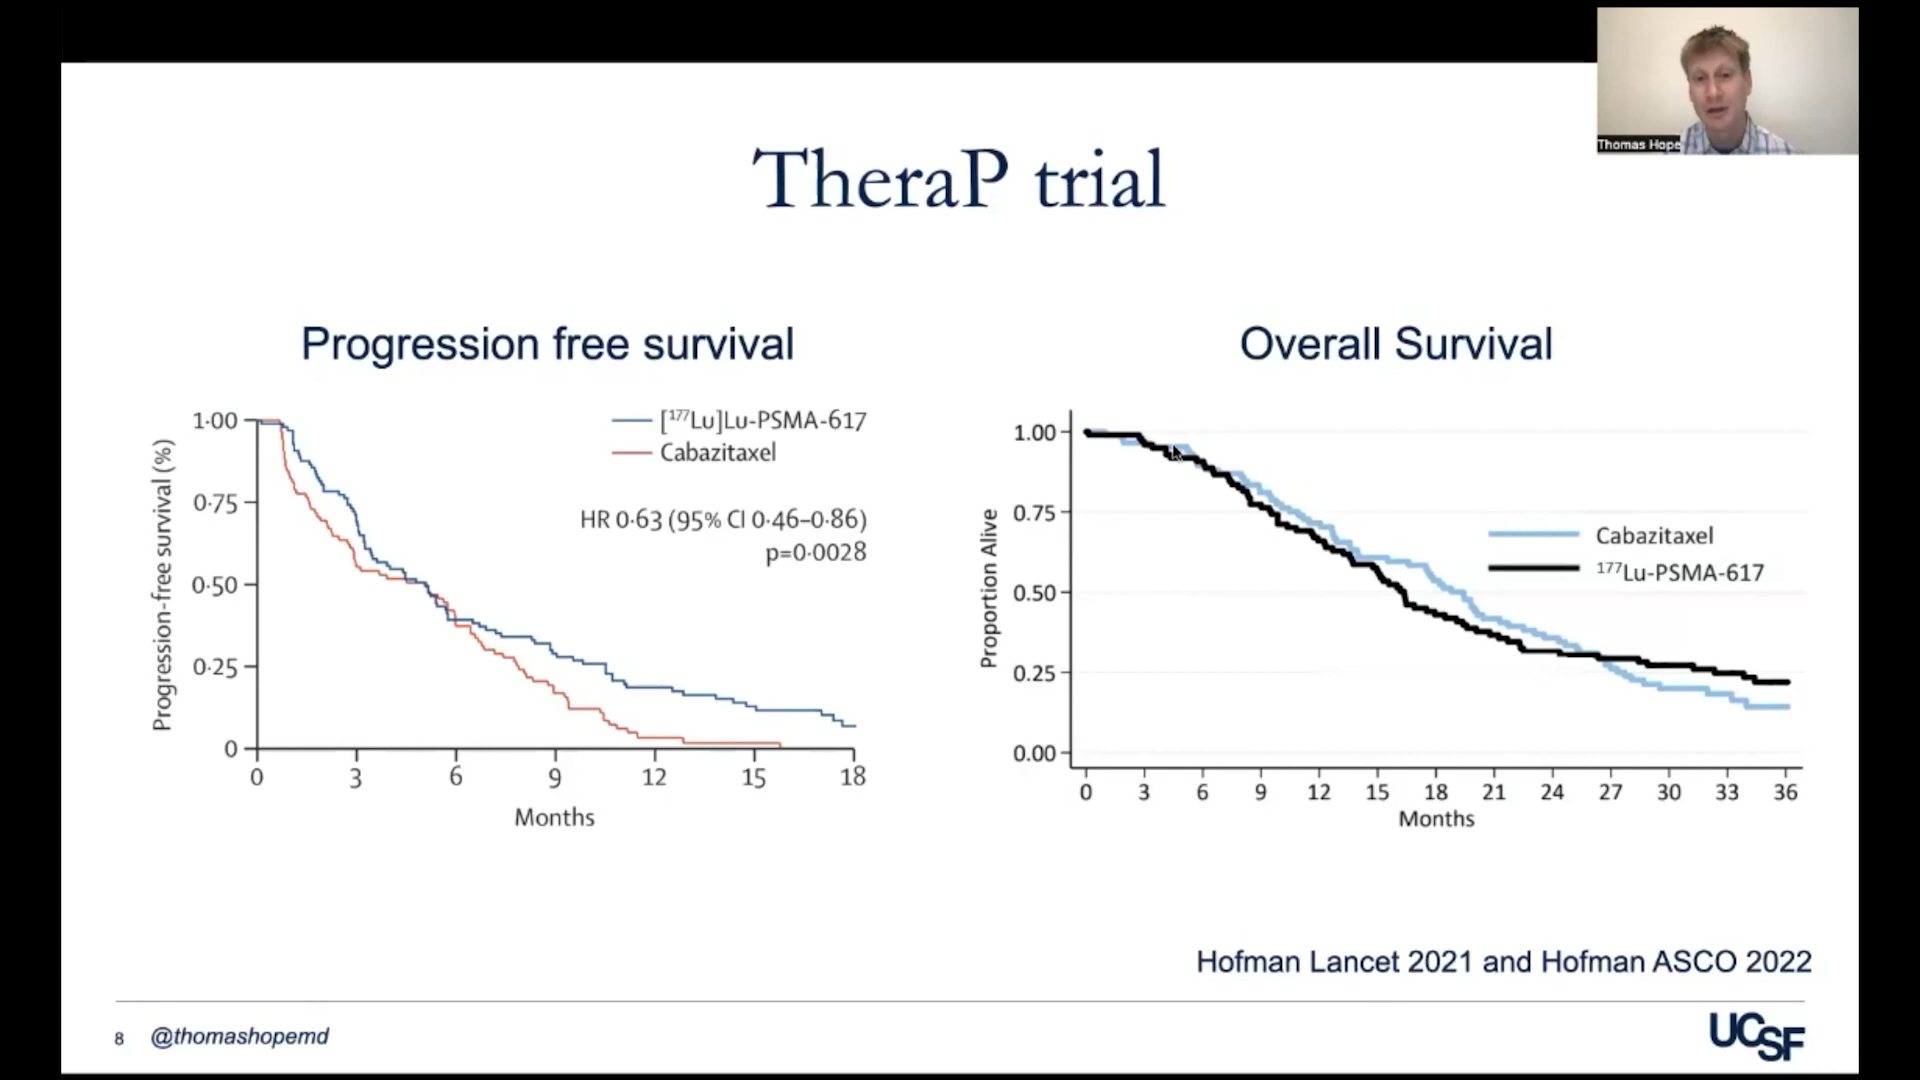 Thomas Hope
TheraP trial
Progression free survival
Overall Survival
[¹⁷⁷Lu]Lu-PSMA-617
Cabazitaxel
HR 0·63 (95% CI 0·46–0·86)
p=0·0028
Progression-free survival (%)
1·00
0·75
0·50
0·25
0
0 3 6 9 12 15 18
Months
Cabazitaxel
¹⁷⁷Lu-PSMA-617
Proportion Alive
1.00
0.75
0.50
0.25
0.00
0 3 6 9 12 15 18 21 24 27 30 33 36
Months
Hofman Lancet 2021 and Hofman ASCO 2022
8 @thomashopemd
UCSF